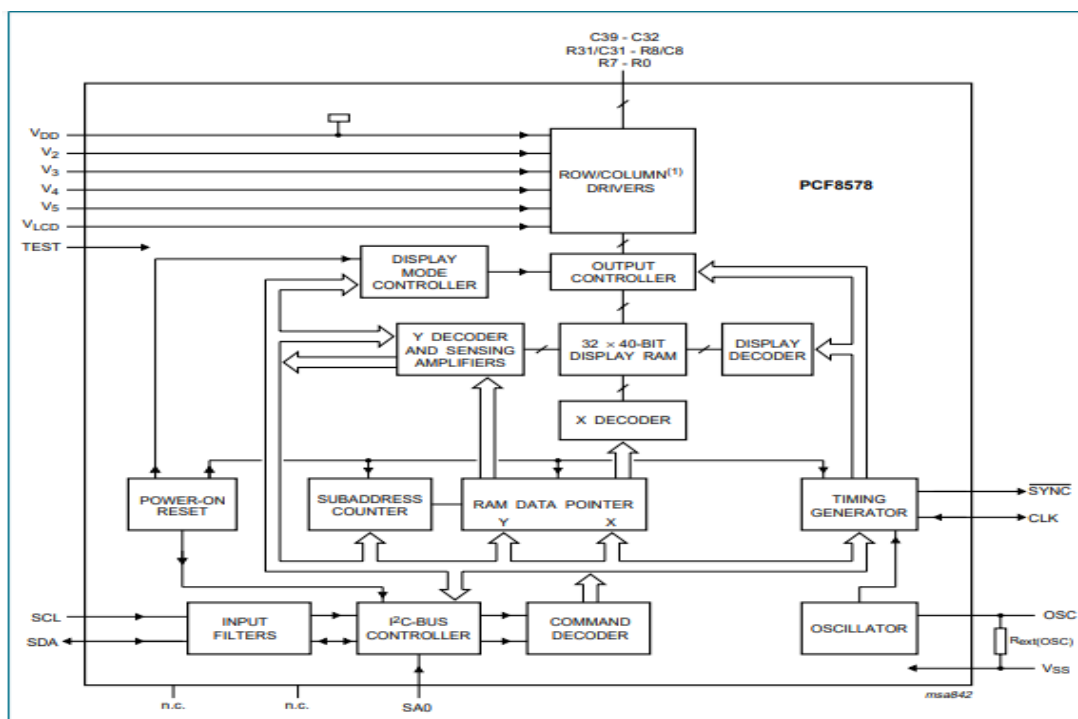 C39 - C32
R31/C31 - R8/C8
R7 - R0
VDD
V2
V3
V4
V5
VLCD
TEST
ROW/COLUMN(1)
DRIVERS
PCF8578
DISPLAY
MODE
CONTROLLER
OUTPUT
CONTROLLER
Y DECODER
AND SENSING
AMPLIFIERS
32 × 40-BIT
DISPLAY RAM
DISPLAY
DECODER
X DECODER
POWER-ON
RESET
SUBADDRESS
COUNTER
RAM DATA POINTER
Y X
TIMING
GENERATOR
SYNC
CLK
SCL
SDA
INPUT
FILTERS
I2C-BUS
CONTROLLER
COMMAND
DECODER
OSCILLATOR
OSC
Rext(OSC)
VSS
n.c. n.c. SA0
msa842